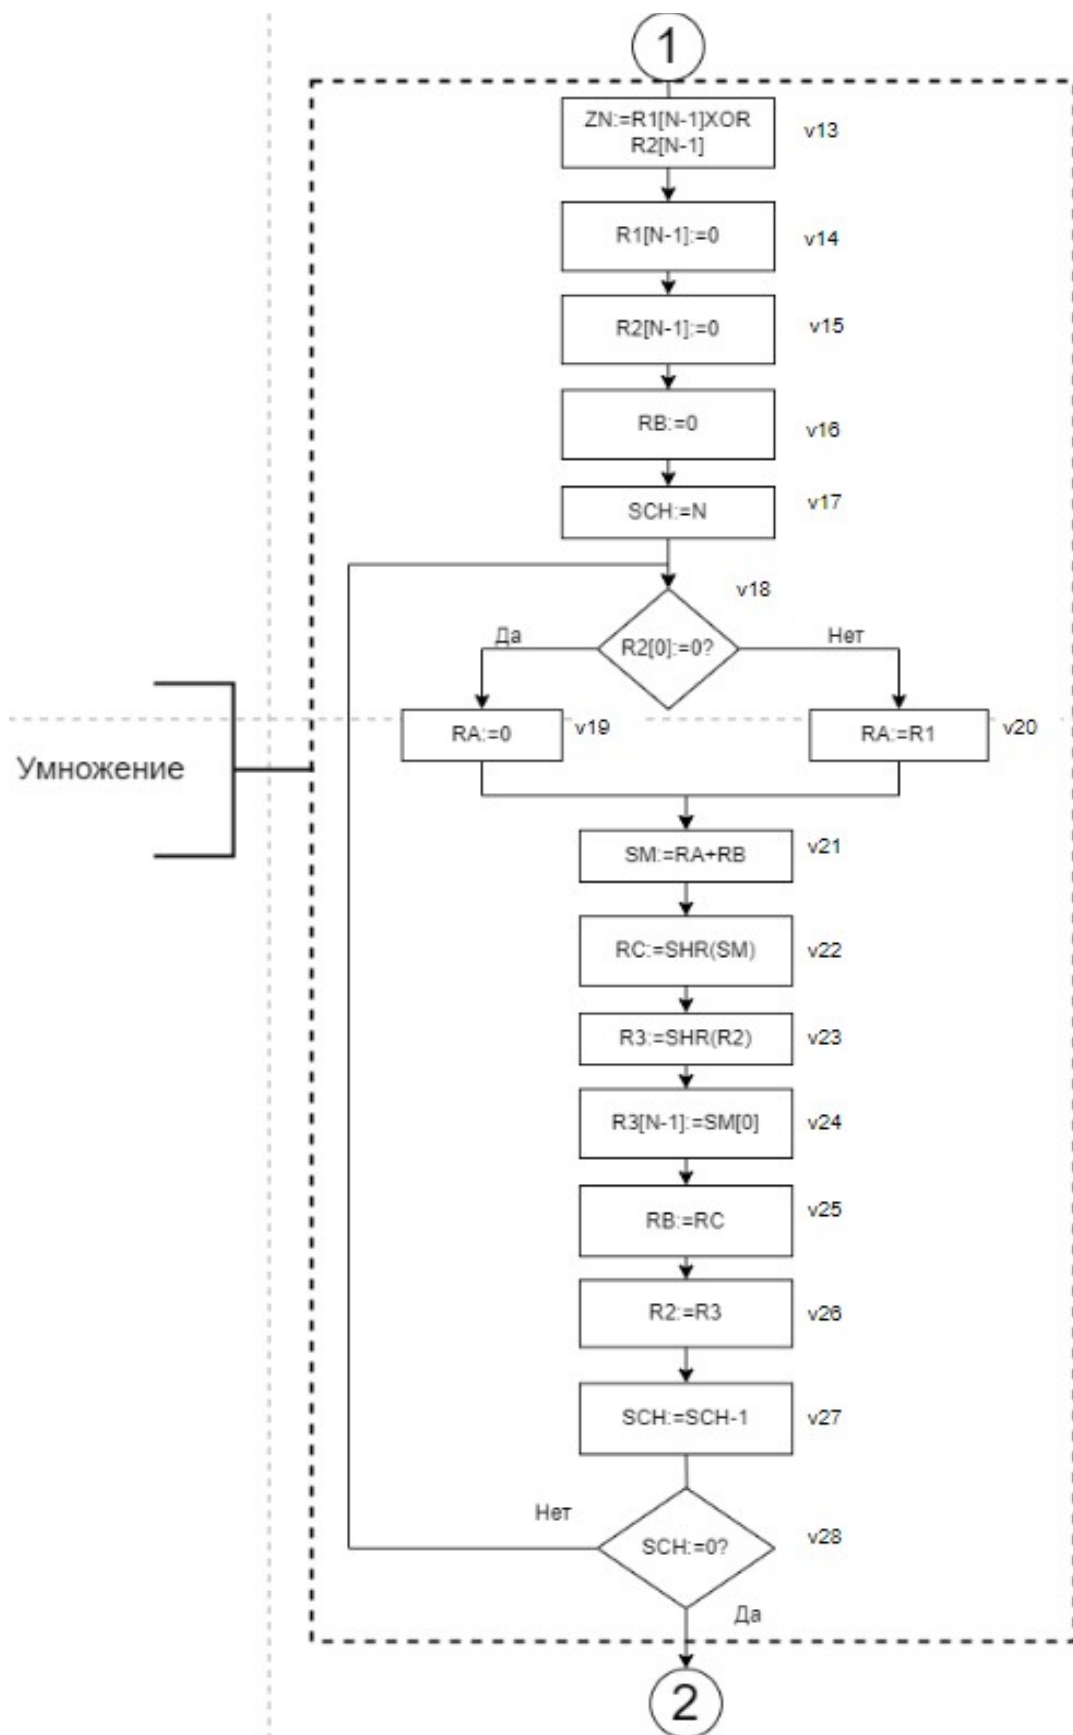 1
ZN:=R1[N-1]XOR
R2[N-1]
v13
R1[N-1]:=0
v14
R2[N-1]:=0
v15
RB:=0
v16
SCH:=N
v17
v18
Да
R2[0]:=0?
Нет
RA:=0
v19
RA:=R1
v20
Умножение
SM:=RA+RB
v21
RC:=SHR(SM)
v22
R3:=SHR(R2)
v23
R3[N-1]:=SM[0]
v24
RB:=RC
v25
R2:=R3
v26
SCH:=SCH-1
v27
Нет
SCH:=0?
v28
Да
2